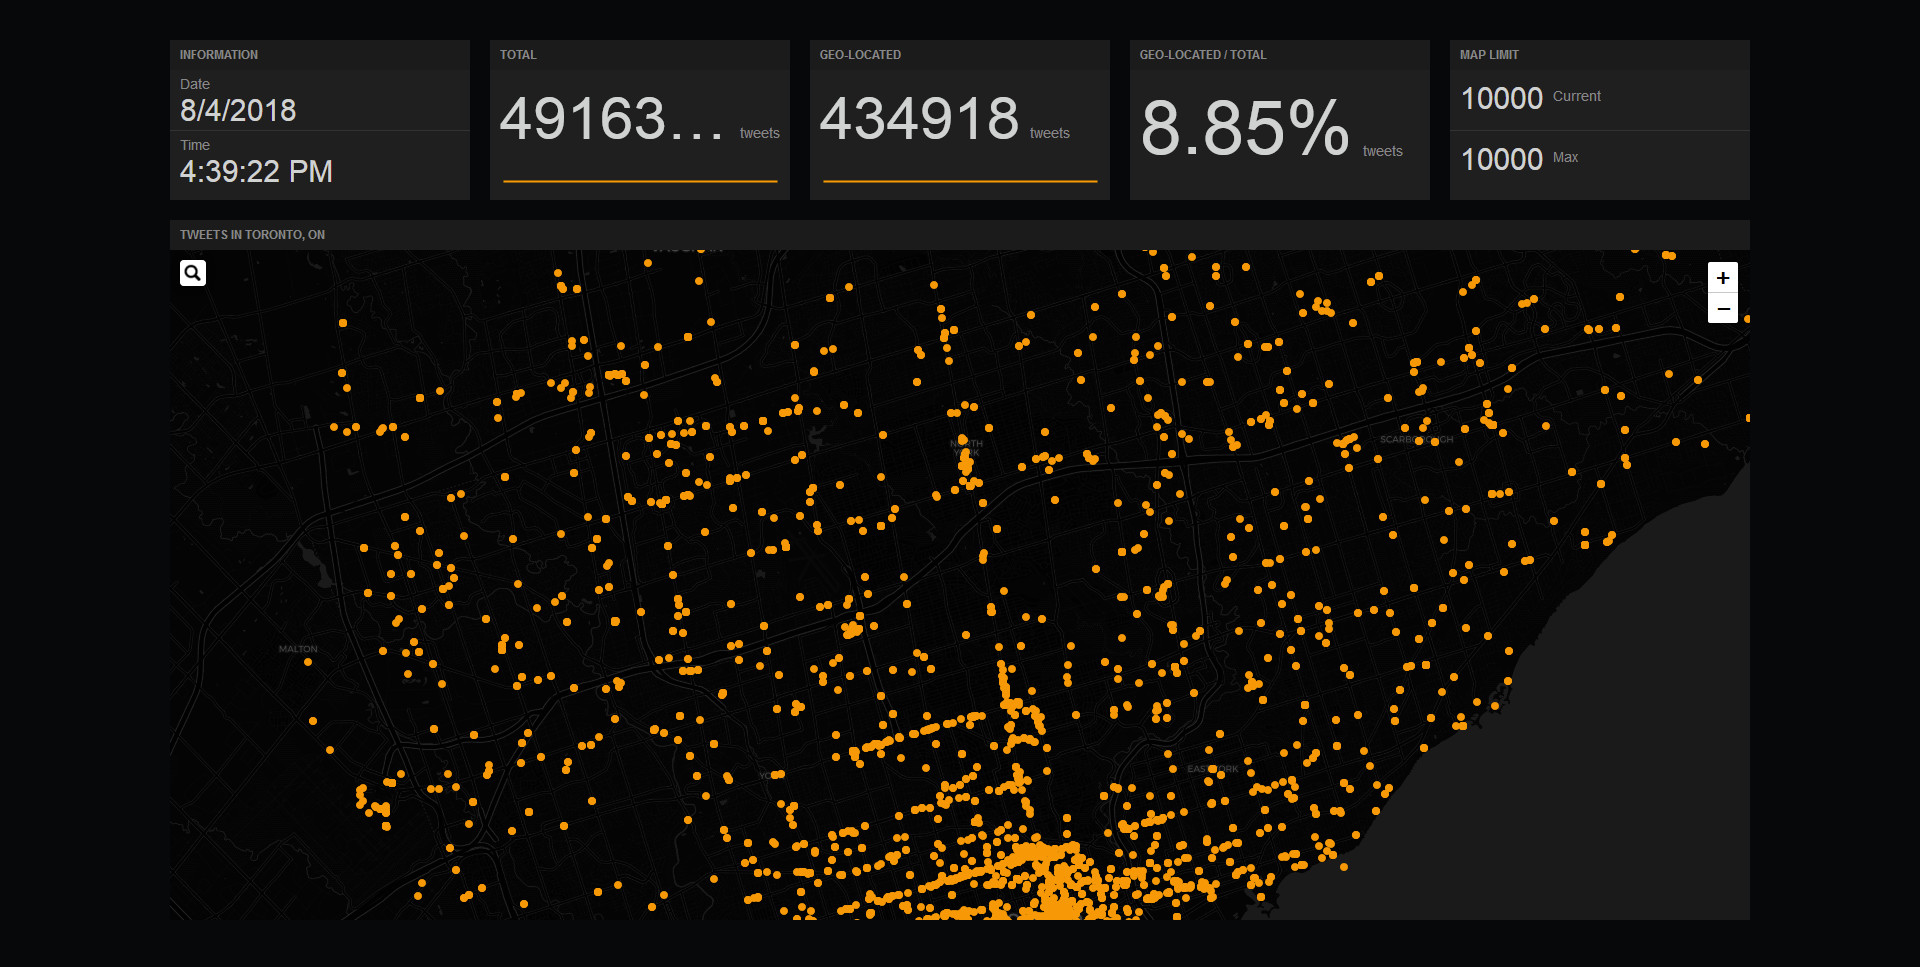 INFORMATION
Date
8/4/2018
Time
4:39:22 PM
TOTAL
49163... tweets
GEO-LOCATED
434918 tweets
GEO-LOCATED / TOTAL
8.85% tweets
MAP LIMIT
10000 Current
10000 Max
TWEETS IN TORONTO, ON
+
−
NORTH
YORK
SCARBOROUGH
MALTON
EAST YORK